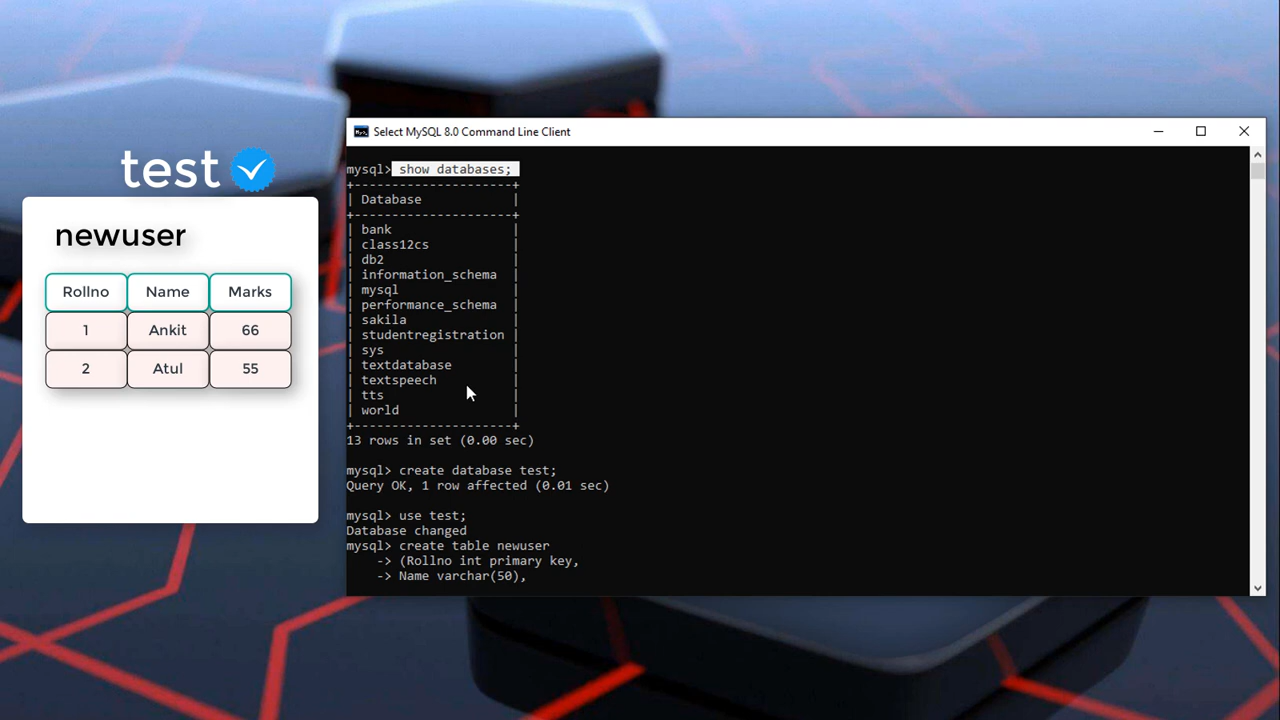 test
newuser
Rollno Name Marks
1 Ankit 66
2 Atul 55
Select MySQL 8.0 Command Line Client
mysql> show databases;
+---------------------+
| Database            |
+---------------------+
| bank                |
| class12cs           |
| db2                 |
| information_schema  |
| mysql               |
| performance_schema  |
| sakila              |
| studentregistration |
| sys                 |
| textdatabase        |
| textspeech          |
| tts                 |
| world               |
+---------------------+
13 rows in set (0.00 sec)
mysql> create database test;
Query OK, 1 row affected (0.01 sec)
mysql> use test;
Database changed
mysql> create table newuser
    -> (Rollno int primary key,
    -> Name varchar(50),